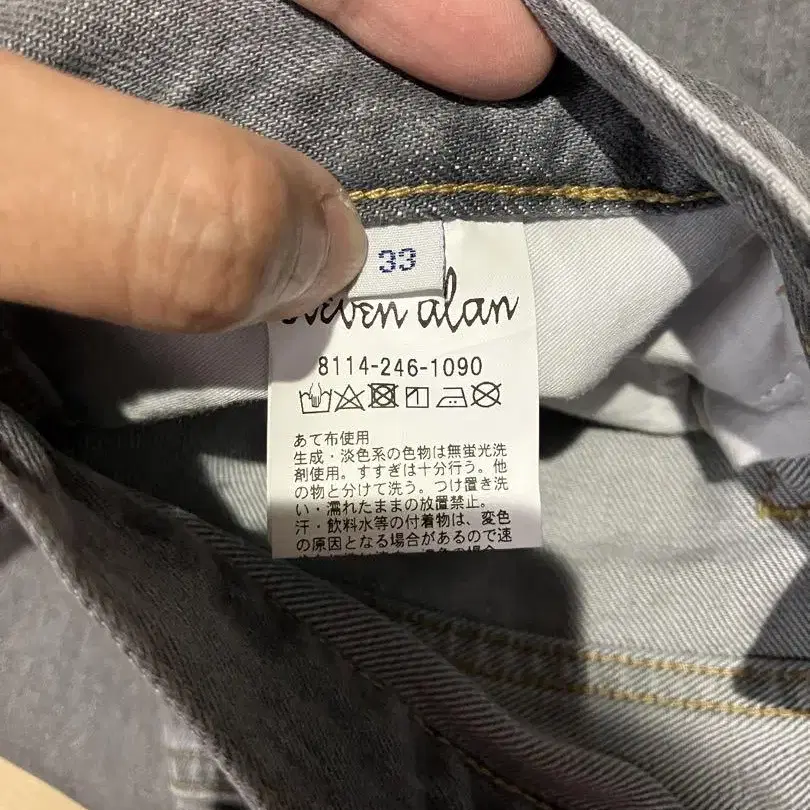 33
steven alan
8114-246-1090
あて布使用
生成・淡色系の色物は無蛍光洗
剤使用。すすぎは十分行う。他
の物と分けて洗う。つけ置き洗
い・濡れたままの放置禁止。
汗・飲料水等の付着物は、変色
の原因となる場合があるので速